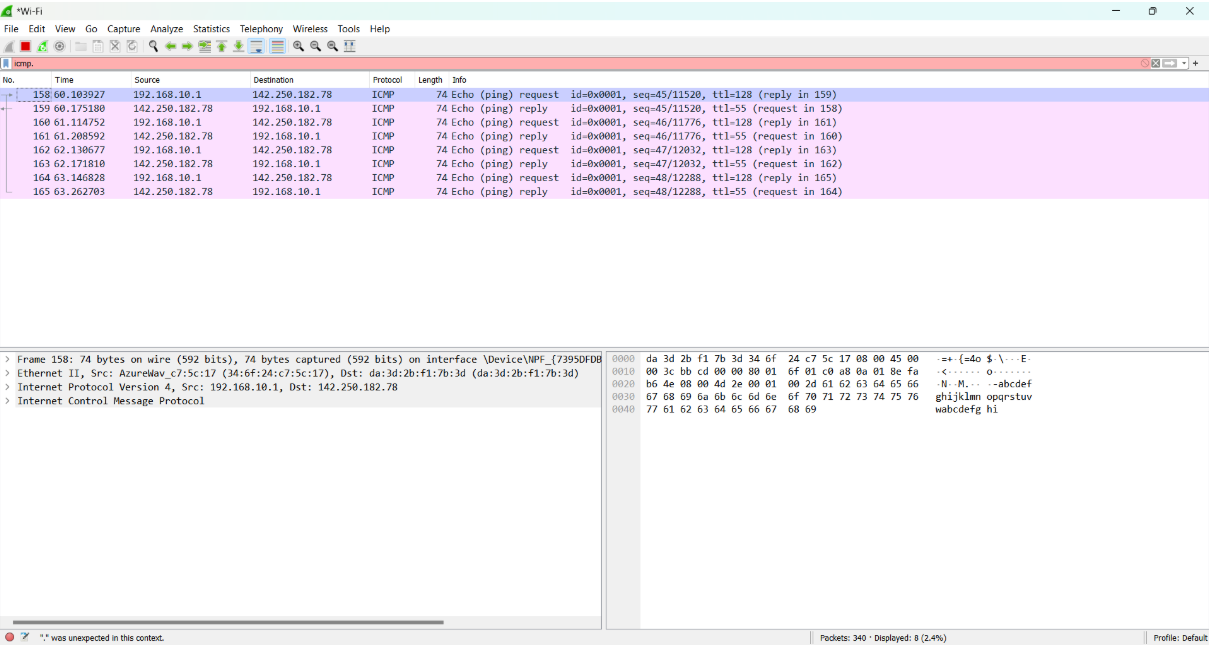 *Wi-Fi
File Edit View Go Capture Analyze Statistics Telephony Wireless Tools Help
icmp.
No. Time Source Destination Protocol Length Info
158 60.103927 192.168.10.1 142.250.182.78 ICMP 74 Echo (ping) request id=0x0001, seq=45/11520, ttl=128 (reply in 159)
159 60.175180 142.250.182.78 192.168.10.1 ICMP 74 Echo (ping) reply id=0x0001, seq=45/11520, ttl=55 (request in 158)
160 61.114752 192.168.10.1 142.250.182.78 ICMP 74 Echo (ping) request id=0x0001, seq=46/11776, ttl=128 (reply in 161)
161 61.208592 142.250.182.78 192.168.10.1 ICMP 74 Echo (ping) reply id=0x0001, seq=46/11776, ttl=55 (request in 160)
162 62.130677 192.168.10.1 142.250.182.78 ICMP 74 Echo (ping) request id=0x0001, seq=47/12032, ttl=128 (reply in 163)
163 62.171810 142.250.182.78 192.168.10.1 ICMP 74 Echo (ping) reply id=0x0001, seq=47/12032, ttl=55 (request in 162)
164 63.146828 192.168.10.1 142.250.182.78 ICMP 74 Echo (ping) request id=0x0001, seq=48/12288, ttl=128 (reply in 165)
165 63.262703 142.250.182.78 192.168.10.1 ICMP 74 Echo (ping) reply id=0x0001, seq=48/12288, ttl=55 (request in 164)
Frame 158: 74 bytes on wire (592 bits), 74 bytes captured (592 bits) on interface \Device\NPF_{7395DFDB
Ethernet II, Src: AzureWav_c7:5c:17 (34:6f:24:c7:5c:17), Dst: da:3d:2b:f1:7b:3d (da:3d:2b:f1:7b:3d)
Internet Protocol Version 4, Src: 192.168.10.1, Dst: 142.250.182.78
Internet Control Message Protocol
0000 da 3d 2b f1 7b 3d 34 6f 24 c7 5c 17 08 00 45 00 ·=+·{=4o $·\···E·
0010 00 3c bb cd 00 00 80 01 6f 01 c0 a8 0a 01 8e fa ·<······ o·······
0020 b6 4e 08 00 4d 2e 00 01 00 2d 61 62 63 64 65 66 ·N··M.·· ·-abcdef
0030 67 68 69 6a 6b 6c 6d 6e 6f 70 71 72 73 74 75 76 ghijklmn opqrstuv
0040 77 61 62 63 64 65 66 67 68 69 wabcdefg hi
"." was unexpected in this context.
Packets: 340 · Displayed: 8 (2.4%)
Profile: Default